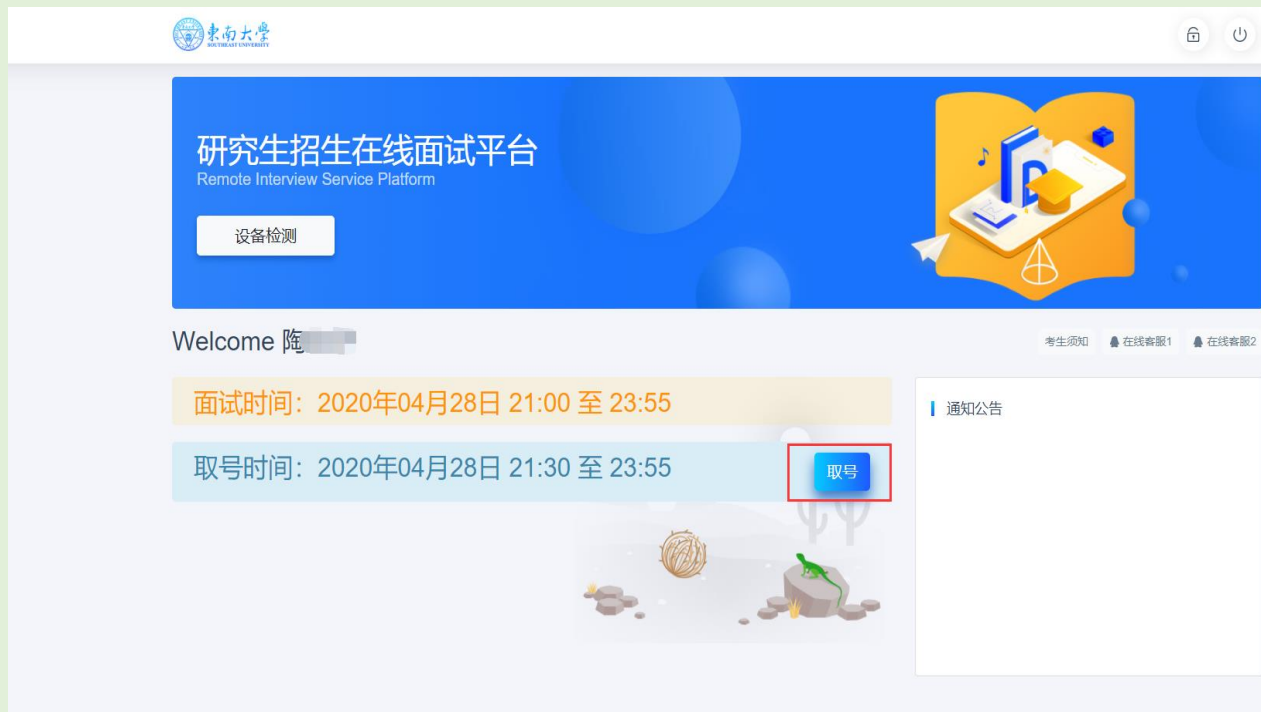 東南大學
SOUTHEAST UNIVERSITY
研究生招生在线面试平台
Remote Interview Service Platform
设备检测
Welcome 陶
考生须知 在线客服1 在线客服2
面试时间：2020年04月28日 21:00 至 23:55
通知公告
取号时间：2020年04月28日 21:30 至 23:55
取号